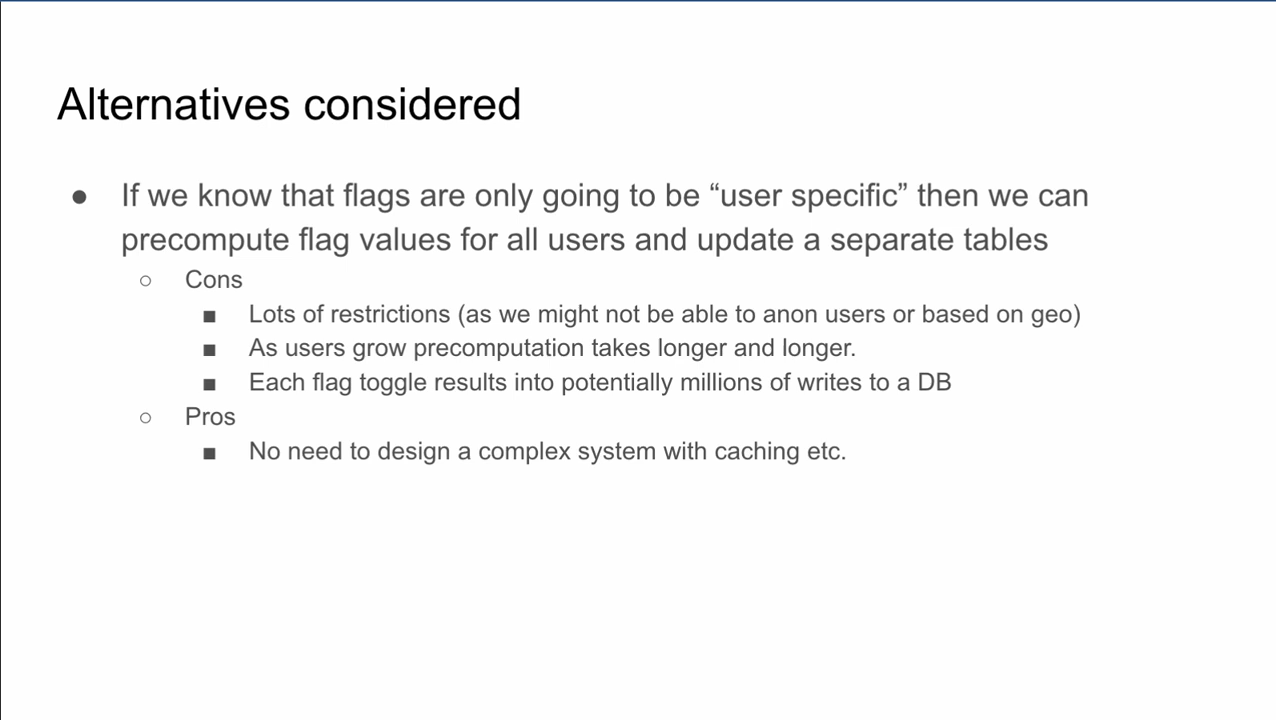 Alternatives considered
● If we know that flags are only going to be “user specific” then we can
precompute flag values for all users and update a separate tables
○ Cons
■ Lots of restrictions (as we might not be able to anon users or based on geo)
■ As users grow precomputation takes longer and longer.
■ Each flag toggle results into potentially millions of writes to a DB
○ Pros
■ No need to design a complex system with caching etc.